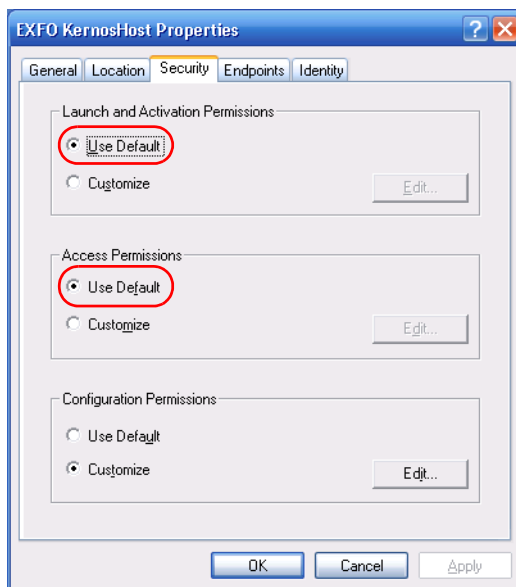 EXFO KernosHost Properties
General Location Security Endpoints Identity
Launch and Activation Permissions
Use Default
Customize
Edit...
Access Permissions
Use Default
Customize
Edit...
Configuration Permissions
Use Default
Customize
Edit...
OK Cancel Apply